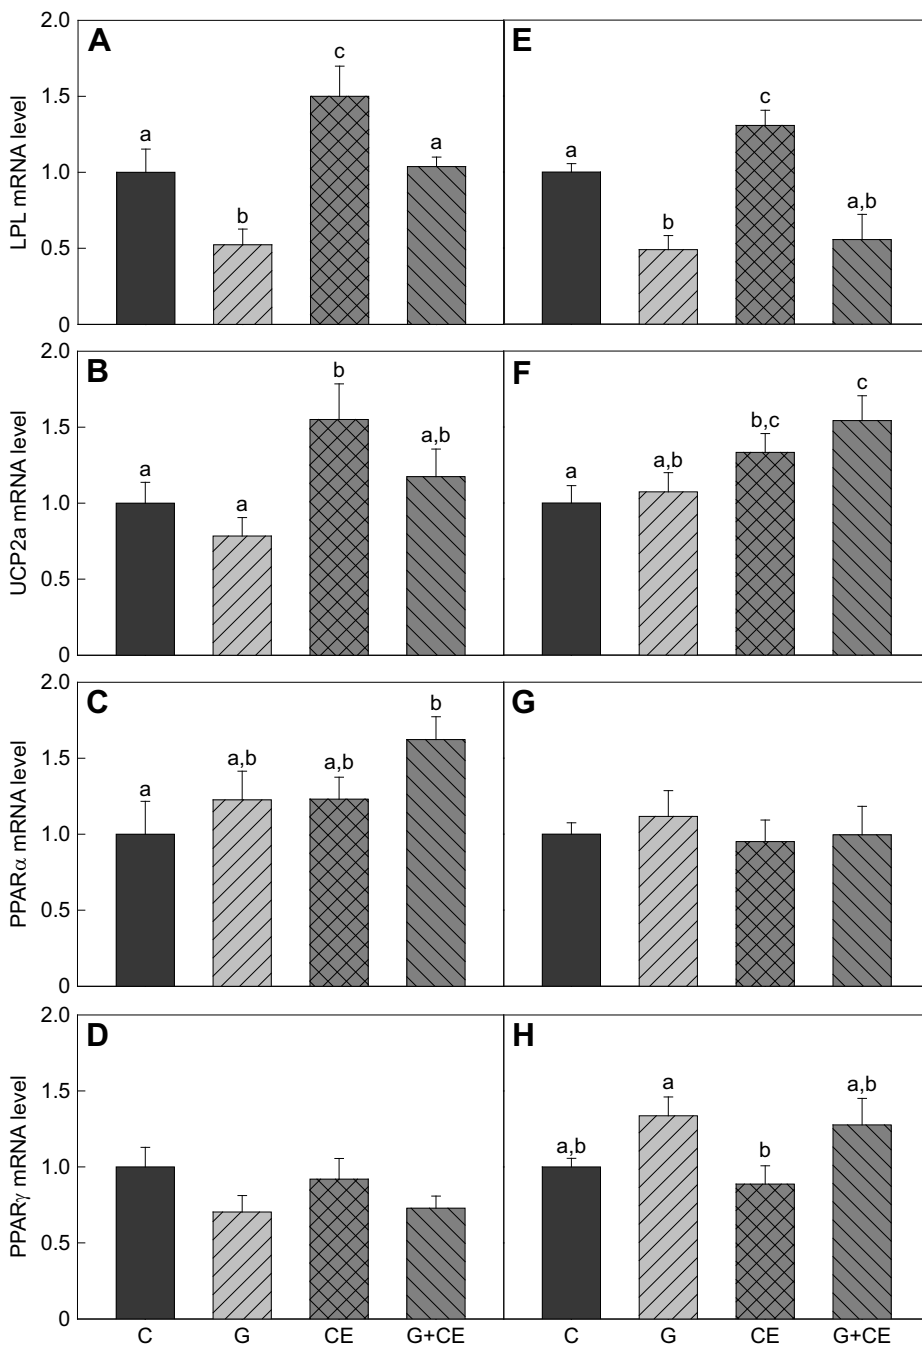 A
E
LPL mRNA level
2.0
1.5
1.0
0.5
0
a
b
c
a
a
b
c
a,b
B
F
UCP2a mRNA level
2.0
1.5
1.0
0.5
0
a
a
b
a,b
a
a,b
b,c
c
C
G
PPARα mRNA level
2.0
1.5
1.0
0.5
0
a
a,b
a,b
b
D
H
PPARγ mRNA level
2.0
1.5
1.0
0.5
0
a,b
a
b
a,b
C G CE G+CE C G CE G+CE